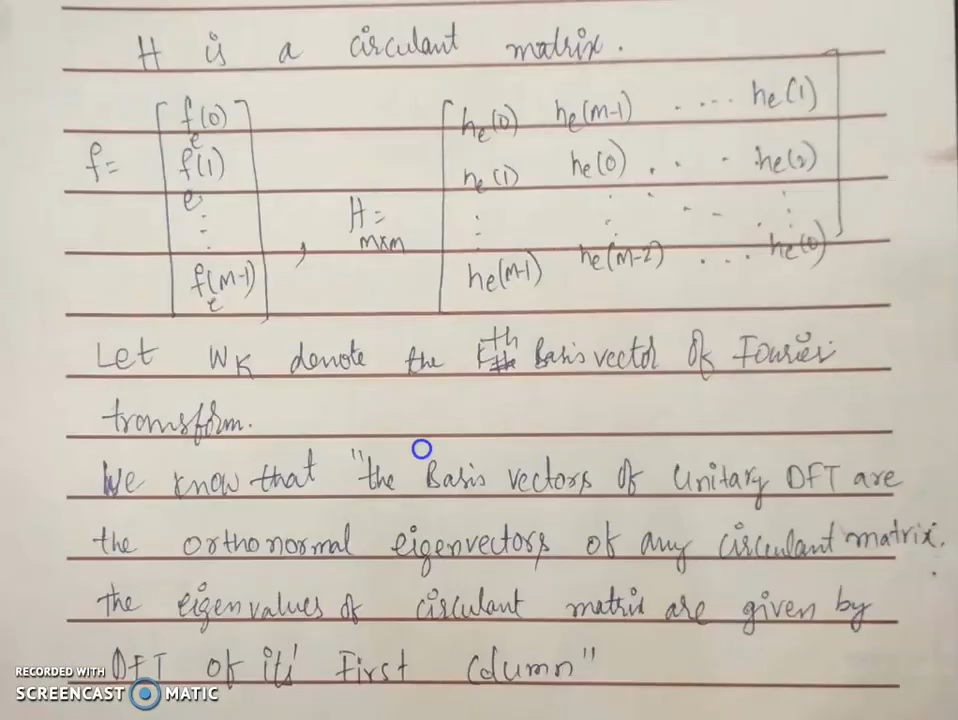 H is a circulant matrix.
f = [ fe(0) fe(1) ⋮ fe(M-1) ] , H = mxm [ he(0) he(m-1) ..... he(1)
he(1) he(0) . . . he(2)
⋮ ⋮ ⋱ ⋮
he(m-1) he(m-2) .... he(0) ]
Let WK denote the Kth Basis vector of Fourier
transform.
We know that "the Basis vectors of Unitary DFT are
the orthonormal eigenvectors of any circulant matrix.
the eigenvalues of circulant matrix are given by
DFT of its' First Column"
RECORDED WITH
SCREENCAST MATIC